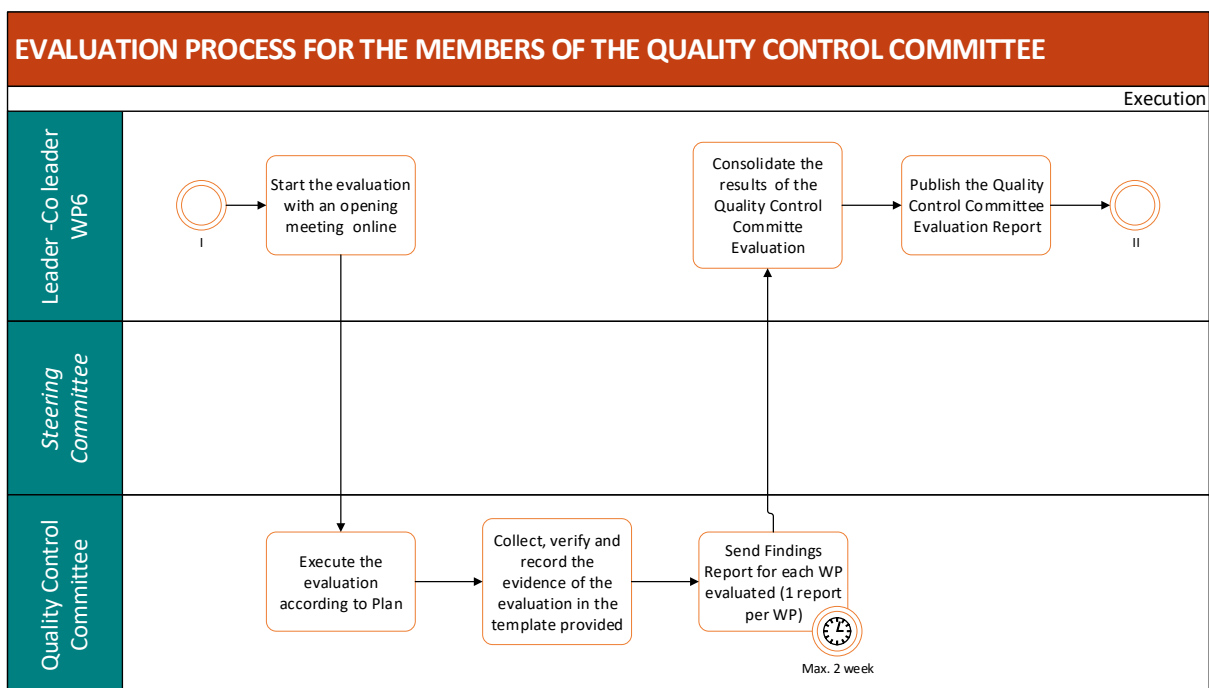 EVALUATION PROCESS FOR THE MEMBERS OF THE QUALITY CONTROL COMMITTEE
Execution
Leader -Co leader
WP6
I
Start the evaluation
with an opening
meeting online
Consolidate the
results of the
Quality Control
Committe
Evaluation
Publish the Quality
Control Committee
Evaluation Report
II
Steering
Committee
Quality Control
Committee
Execute the
evaluation
according to Plan
Collect, verify and
record the
evidence of the
evaluation in the
template provided
Send Findings
Report for each WP
evaluated (1 report
per WP)
Max. 2 week